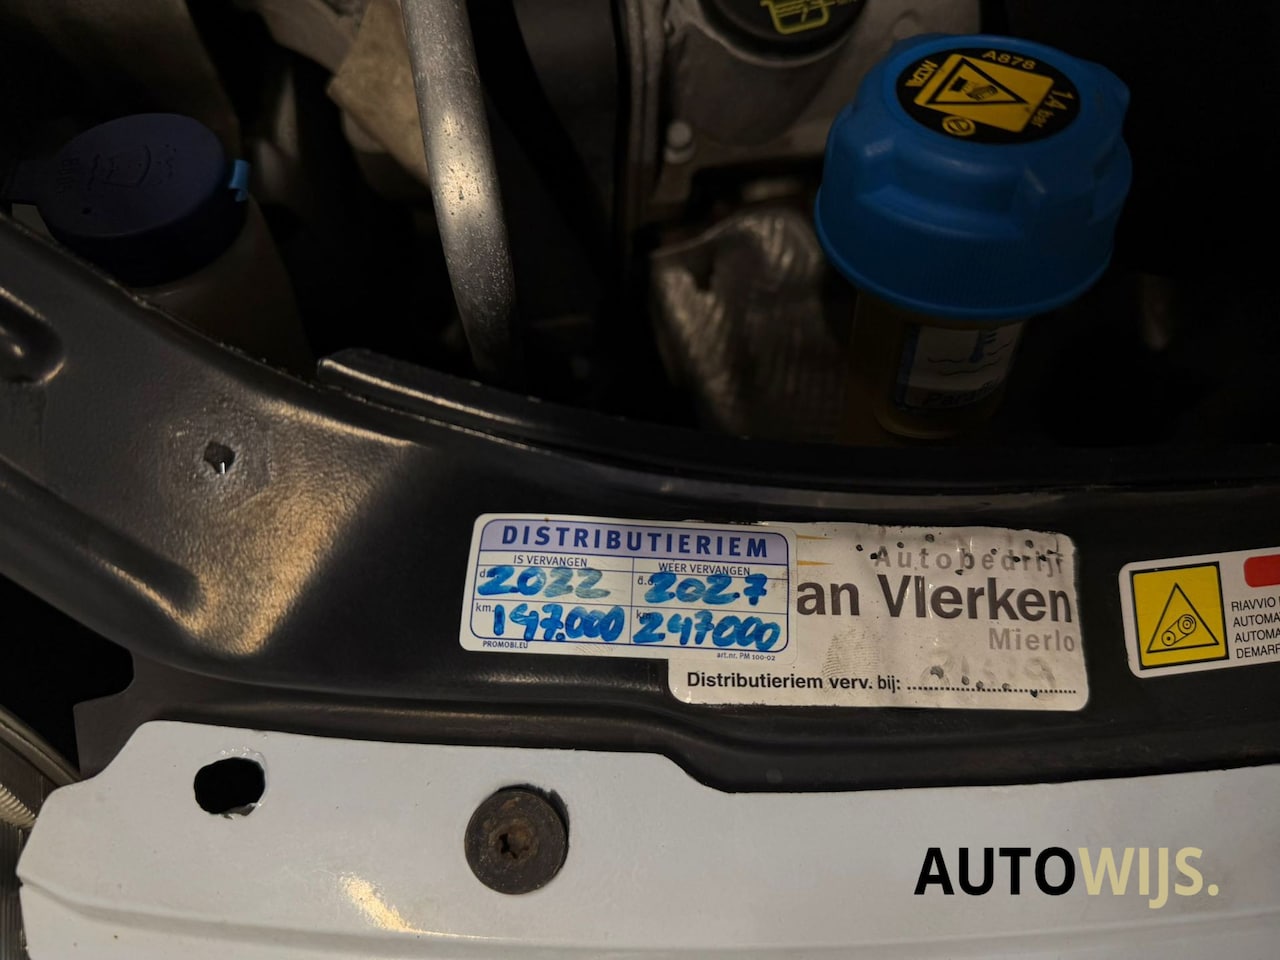 A878
1.4 bar
DISTRIBUTIERIEM
IS VERVANGEN
WEER VERVANGEN
2022
2027
km
147.000
247000
PROMOBI.EU
art.nr. PM 100-02
Autobedrijf
an Vlerken
Mierlo
Distributieriem verv. bij:
RIAVVIO
AUTOMA
AUTOMA
DEMARR
AUTOWIJS.